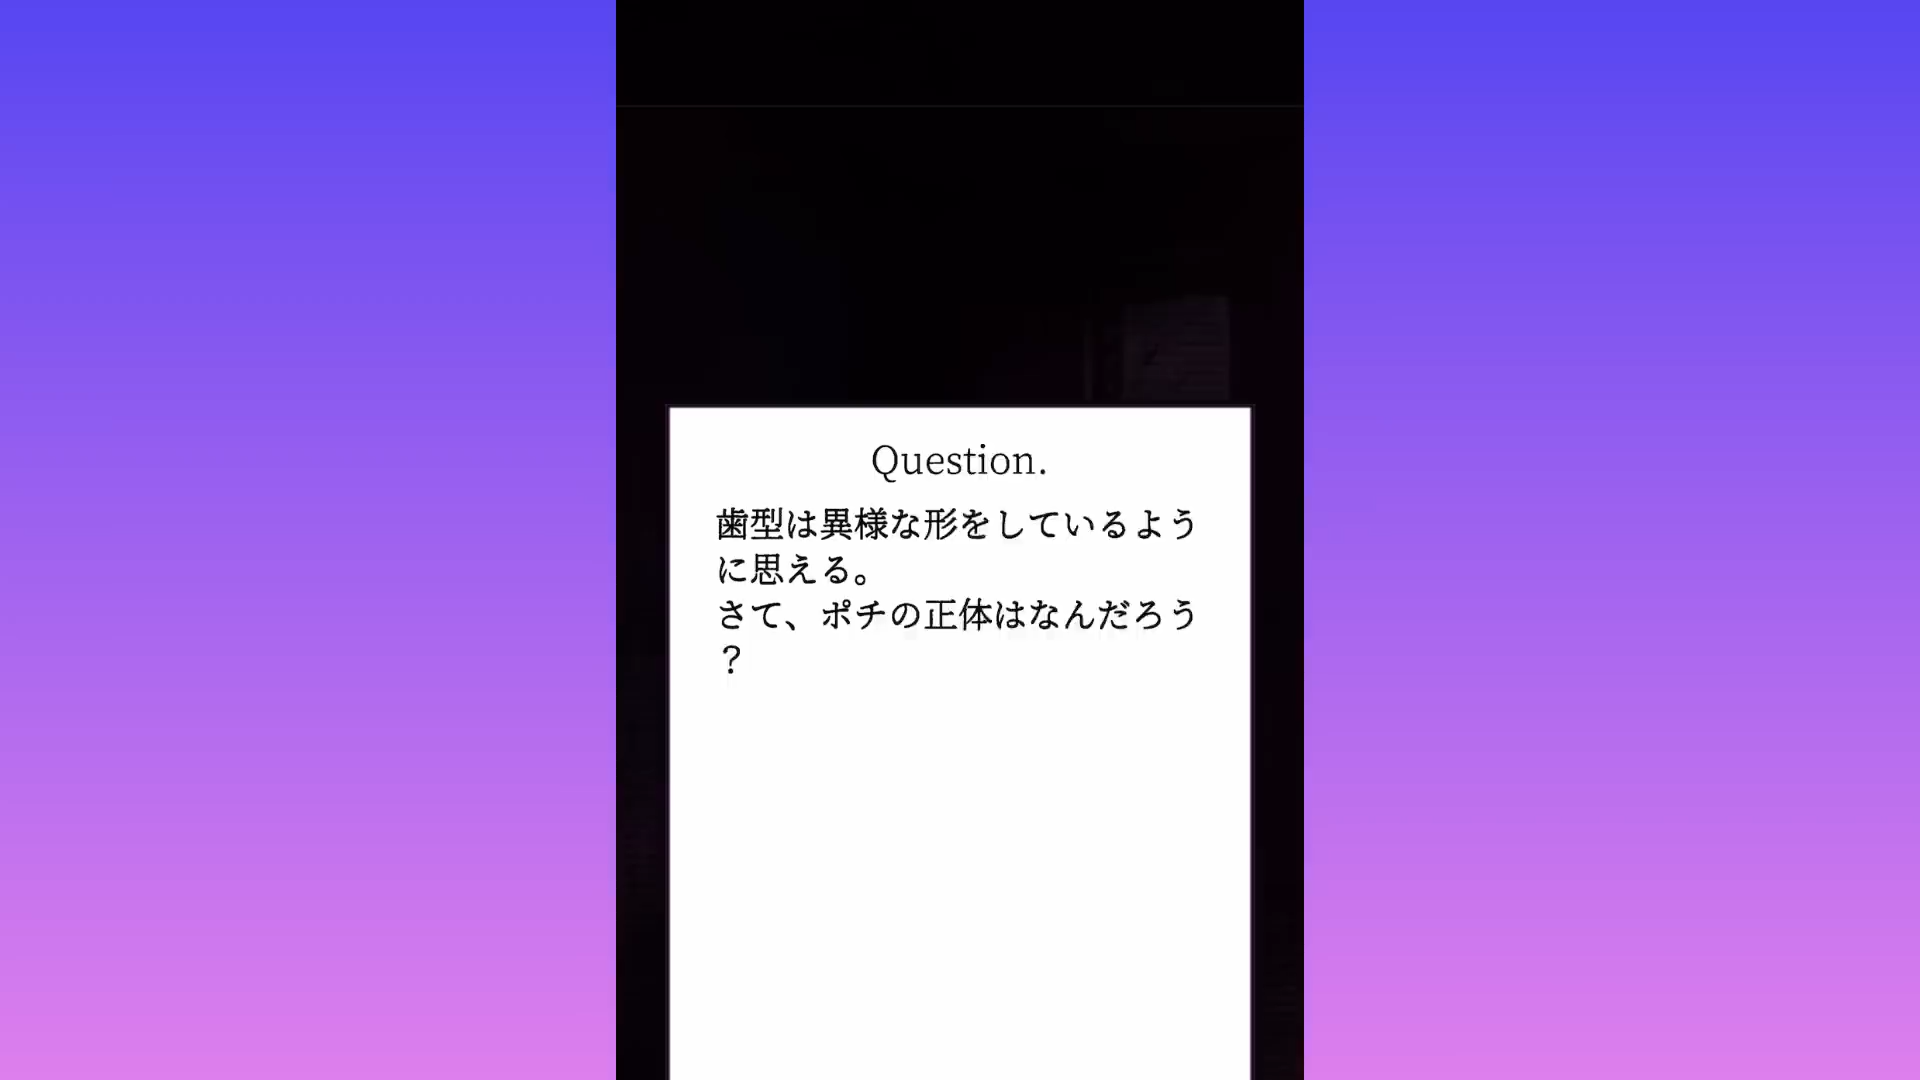 Question.
歯型は異様な形をしているよう
に思える。
さて、ポチの正体はなんだろう
？